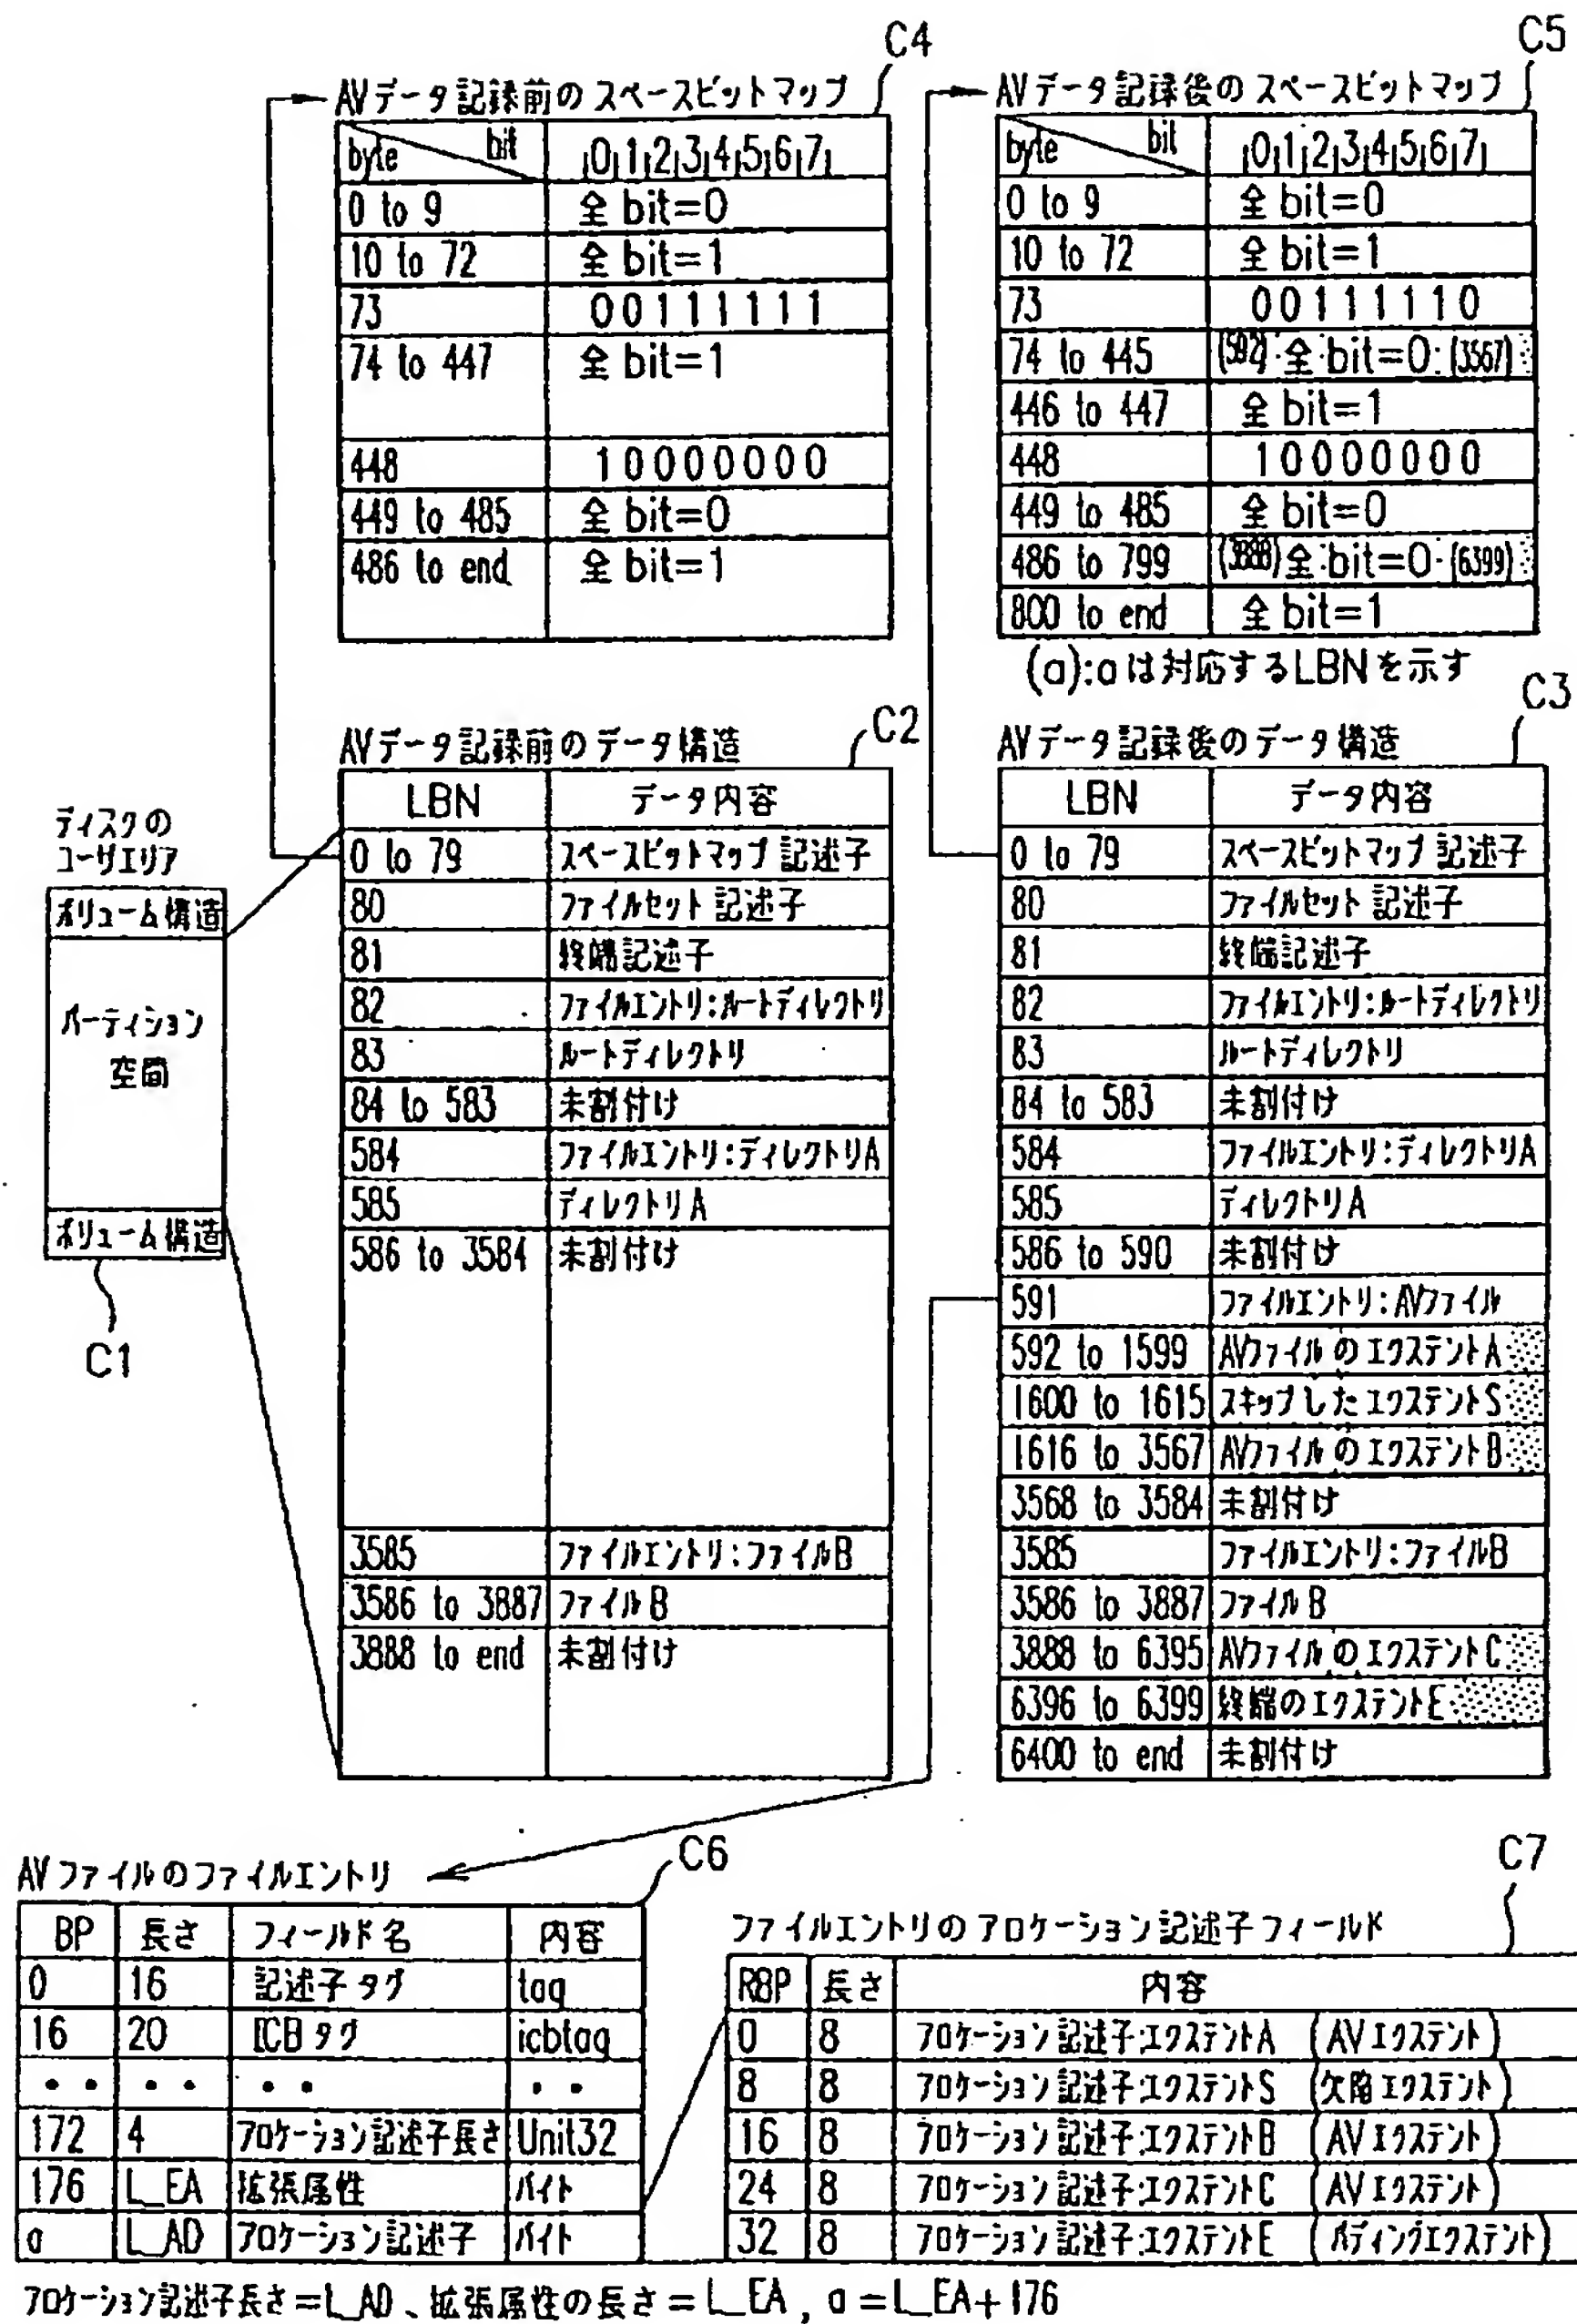 C4
AVデータ記録前のスペースビットマップ
byte bit 0 1 2 3 4 5 6 7
0 to 9 全bit=0
10 to 72 全bit=1
73 00111111
74 to 447 全bit=1
448 10000000
449 to 485 全bit=0
486 to end 全bit=1
C5
AVデータ記録後のスペースビットマップ
byte bit 0 1 2 3 4 5 6 7
0 to 9 全bit=0
10 to 72 全bit=1
73 00111110
74 to 445 (592) 全bit=0 (3567)
446 to 447 全bit=1
448 10000000
449 to 485 全bit=0
486 to 799 (3888) 全bit=0 (6399)
800 to end 全bit=1
(a):aは対応するLBNを示す
ディスクの
ユーザエリア
ボリューム構造
パーティション
空間
ボリューム構造
C1
C2
AVデータ記録前のデータ構造
LBN データ内容
0 to 79 スペースビットマップ記述子
80 ファイルセット記述子
81 終端記述子
82 ファイルエントリ:ルートディレクトリ
83 ルートディレクトリ
84 to 583 未割付け
584 ファイルエントリ:ディレクトリA
585 ディレクトリA
586 to 3584 未割付け
3585 ファイルエントリ:ファイルB
3586 to 3887 ファイルB
3888 to end 未割付け
C3
AVデータ記録後のデータ構造
LBN データ内容
0 to 79 スペースビットマップ記述子
80 ファイルセット記述子
81 終端記述子
82 ファイルエントリ:ルートディレクトリ
83 ルートディレクトリ
84 to 583 未割付け
584 ファイルエントリ:ディレクトリA
585 ディレクトリA
586 to 590 未割付け
591 ファイルエントリ:AVファイル
592 to 1599 AVファイルのエクステントA
1600 to 1615 スキップしたエクステントS
1616 to 3567 AVファイルのエクステントB
3568 to 3584 未割付け
3585 ファイルエントリ:ファイルB
3586 to 3887 ファイルB
3888 to 6395 AVファイルのエクステントC
6396 to 6399 終端のエクステントE
6400 to end 未割付け
C6
AVファイルのファイルエントリ
BP 長さ フィールド名 内容
0 16 記述子タグ tag
16 20 ICBタグ icbtag
・・ ・・ ・・ ・・
172 4 アロケーション記述子長さ Unit32
176 L_EA 拡張属性 バイト
a L_AD アロケーション記述子 バイト
C7
ファイルエントリのアロケーション記述子フィールド
RBP 長さ 内容
0 8 アロケーション記述子:エクステントA (AVエクステント)
8 8 アロケーション記述子:エクステントS (欠陥エクステント)
16 8 アロケーション記述子:エクステントB (AVエクステント)
24 8 アロケーション記述子:エクステントC (AVエクステント)
32 8 アロケーション記述子:エクステントE (パディングエクステント)
アロケーション記述子長さ=L_AD、拡張属性の長さ=L_EA, a=L_EA+176